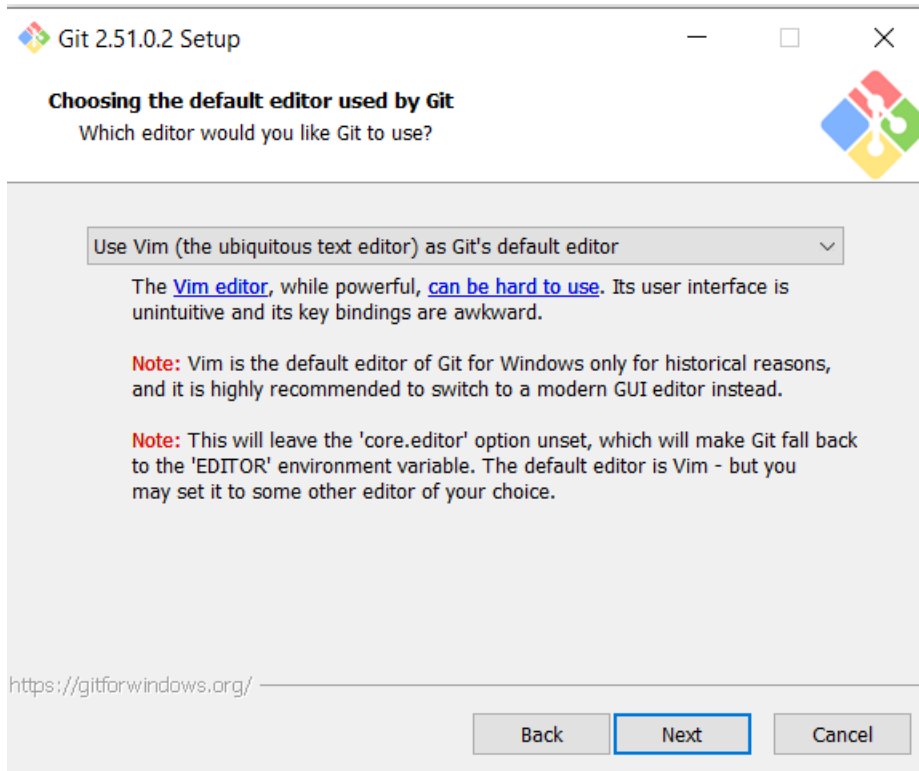 Git 2.51.0.2 Setup
Choosing the default editor used by Git
Which editor would you like Git to use?
Use Vim (the ubiquitous text editor) as Git's default editor
The Vim editor, while powerful, can be hard to use. Its user interface is
unintuitive and its key bindings are awkward.
Note: Vim is the default editor of Git for Windows only for historical reasons,
and it is highly recommended to switch to a modern GUI editor instead.
Note: This will leave the 'core.editor' option unset, which will make Git fall back
to the 'EDITOR' environment variable. The default editor is Vim - but you
may set it to some other editor of your choice.
https://gitforwindows.org/
Back Next Cancel